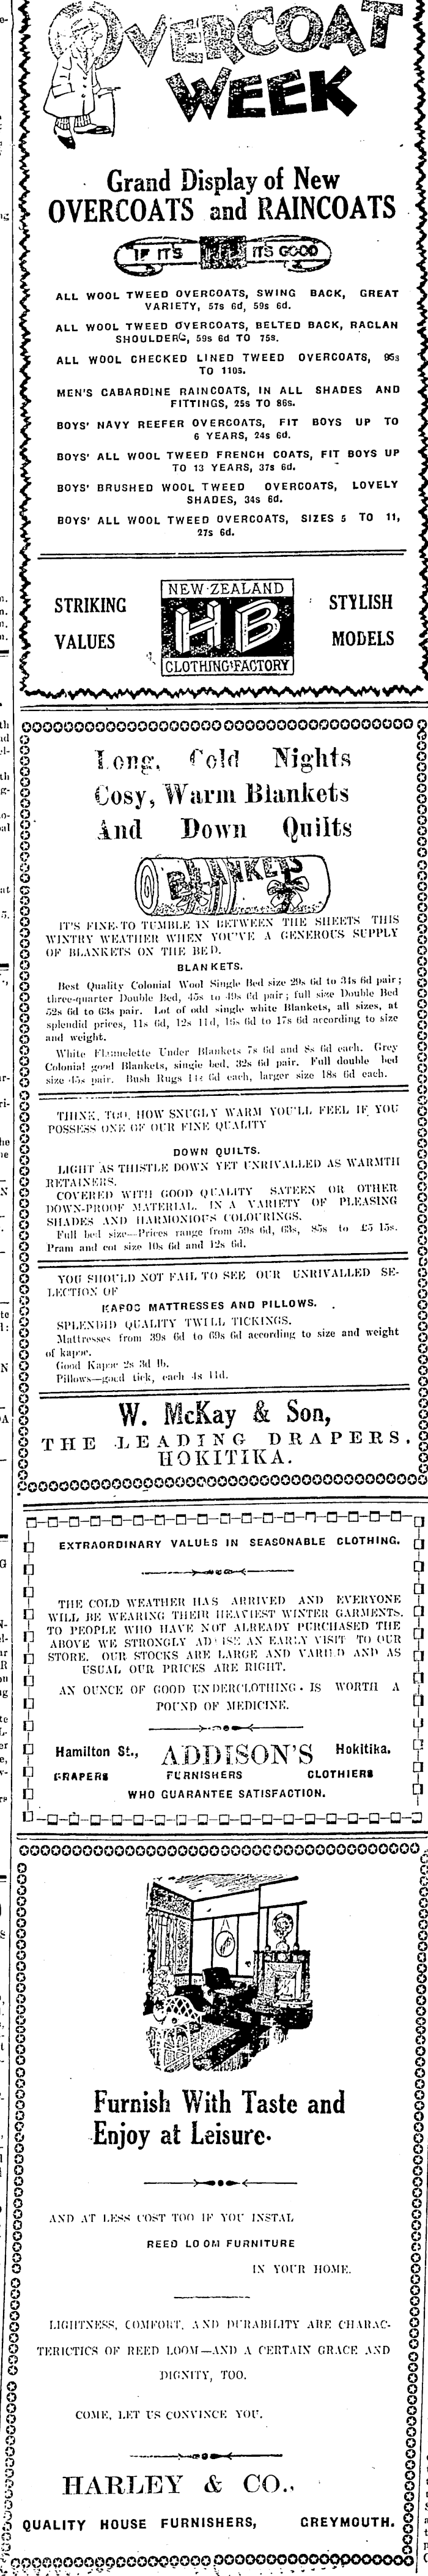 OVERCOAT
WEEK
Grand Display of New
OVERCOATS and RAINCOATS
IF IT'S HB IT'S GOOD
ALL WOOL TWEED OVERCOATS, SWING BACK, GREAT
VARIETY, 57s 6d, 59s 6d.
ALL WOOL TWEED OVERCOATS, BELTED BACK, RAGLAN
SHOULDERS, 59s 6d TO 75s.
ALL WOOL CHECKED LINED TWEED OVERCOATS, 95s
TO 110s.
MEN'S GABARDINE RAINCOATS, IN ALL SHADES AND
FITTINGS, 25s TO 86s.
BOYS' NAVY REEFER OVERCOATS, FIT BOYS UP TO
6 YEARS, 24s 6d.
BOYS' ALL WOOL TWEED FRENCH COATS, FIT BOYS UP
TO 13 YEARS, 37s 6d.
BOYS' BRUSHED WOOL TWEED OVERCOATS, LOVELY
SHADES, 34s 6d.
BOYS' ALL WOOL TWEED OVERCOATS, SIZES 5 TO 11,
27s 6d.
STRIKING
VALUES
NEW ZEALAND
HB
CLOTHING FACTORY
STYLISH
MODELS
Long, Cold Nights
Cosy, Warm Blankets
And Down Quilts
BLANKETS
IT'S FINE TO TUMBLE IN BETWEEN THE SHEETS THIS
WINTRY WEATHER WHEN YOU'VE A GENEROUS SUPPLY
OF BLANKETS ON THE BED.
BLANKETS.
Best Quality Colonial Wool Single Bed size 29s 6d to 34s 6d pair;
three-quarter Double Bed, 45s to 49s 6d pair; full size Double Bed
52s 6d to 63s pair. Lot of odd single white Blankets, all sizes, at
splendid prices, 11s 6d, 12s 11d, 16s 6d to 17s 6d according to size
and weight.
White Flannelette Under Blankets 7s 6d and 8s 6d each. Grey
Colonial good Blankets, single bed, 32s 6d pair. Full double bed
size 45s pair. Bush Rugs 14s 6d each, larger size 18s 6d each.
THINK, TOO, HOW SNUGLY WARM YOU'LL FEEL IF YOU
POSSESS ONE OF OUR FINE QUALITY
DOWN QUILTS.
LIGHT AS THISTLE DOWN YET UNRIVALLED AS WARMTH
RETAINERS.
COVERED WITH GOOD QUALITY SATEEN OR OTHER
DOWN-PROOF MATERIAL. IN A VARIETY OF PLEASING
SHADES AND HARMONIOUS COLOURINGS.
Full bed size—Prices range from 59s 6d, 63s, 85s to £5 15s.
Pram and cot size 10s 6d and 12s 6d.
YOU SHOULD NOT FAIL TO SEE OUR UNRIVALLED SE-
LECTION OF
KAPOC MATTRESSES AND PILLOWS.
SPLENDID QUALITY TWILL TICKINGS.
Mattresses from 39s 6d to 69s 6d according to size and weight
of kapoc.
Good Kapoc 2s 3d lb.
Pillows—good tick, each 4s 11d.
W. McKay & Son,
THE LEADING DRAPERS,
HOKITIKA.
EXTRAORDINARY VALUES IN SEASONABLE CLOTHING.
THE COLD WEATHER HAS ARRIVED AND EVERYONE
WILL BE WEARING THEIR HEAVIEST WINTER GARMENTS.
TO PEOPLE WHO HAVE NOT ALREADY PURCHASED THE
ABOVE WE STRONGLY ADVISE AN EARLY VISIT TO OUR
STORE. OUR STOCKS ARE LARGE AND VARIED AND AS
USUAL OUR PRICES ARE RIGHT.
AN OUNCE OF GOOD UNDERCLOTHING IS WORTH A
POUND OF MEDICINE.
Hamilton St., ADDISON'S Hokitika.
DRAPERS FURNISHERS CLOTHIERS
WHO GUARANTEE SATISFACTION.
Furnish With Taste and
Enjoy at Leisure.
AND AT LESS COST TOO IF YOU INSTAL
REED LOOM FURNITURE
IN YOUR HOME.
LIGHTNESS, COMFORT, AND DURABILITY ARE CHARAC-
TERICTICS OF REED LOOM—AND A CERTAIN GRACE AND
DIGNITY, TOO.
COME, LET US CONVINCE YOU.
HARLEY & CO.,
QUALITY HOUSE FURNISHERS, GREYMOUTH.